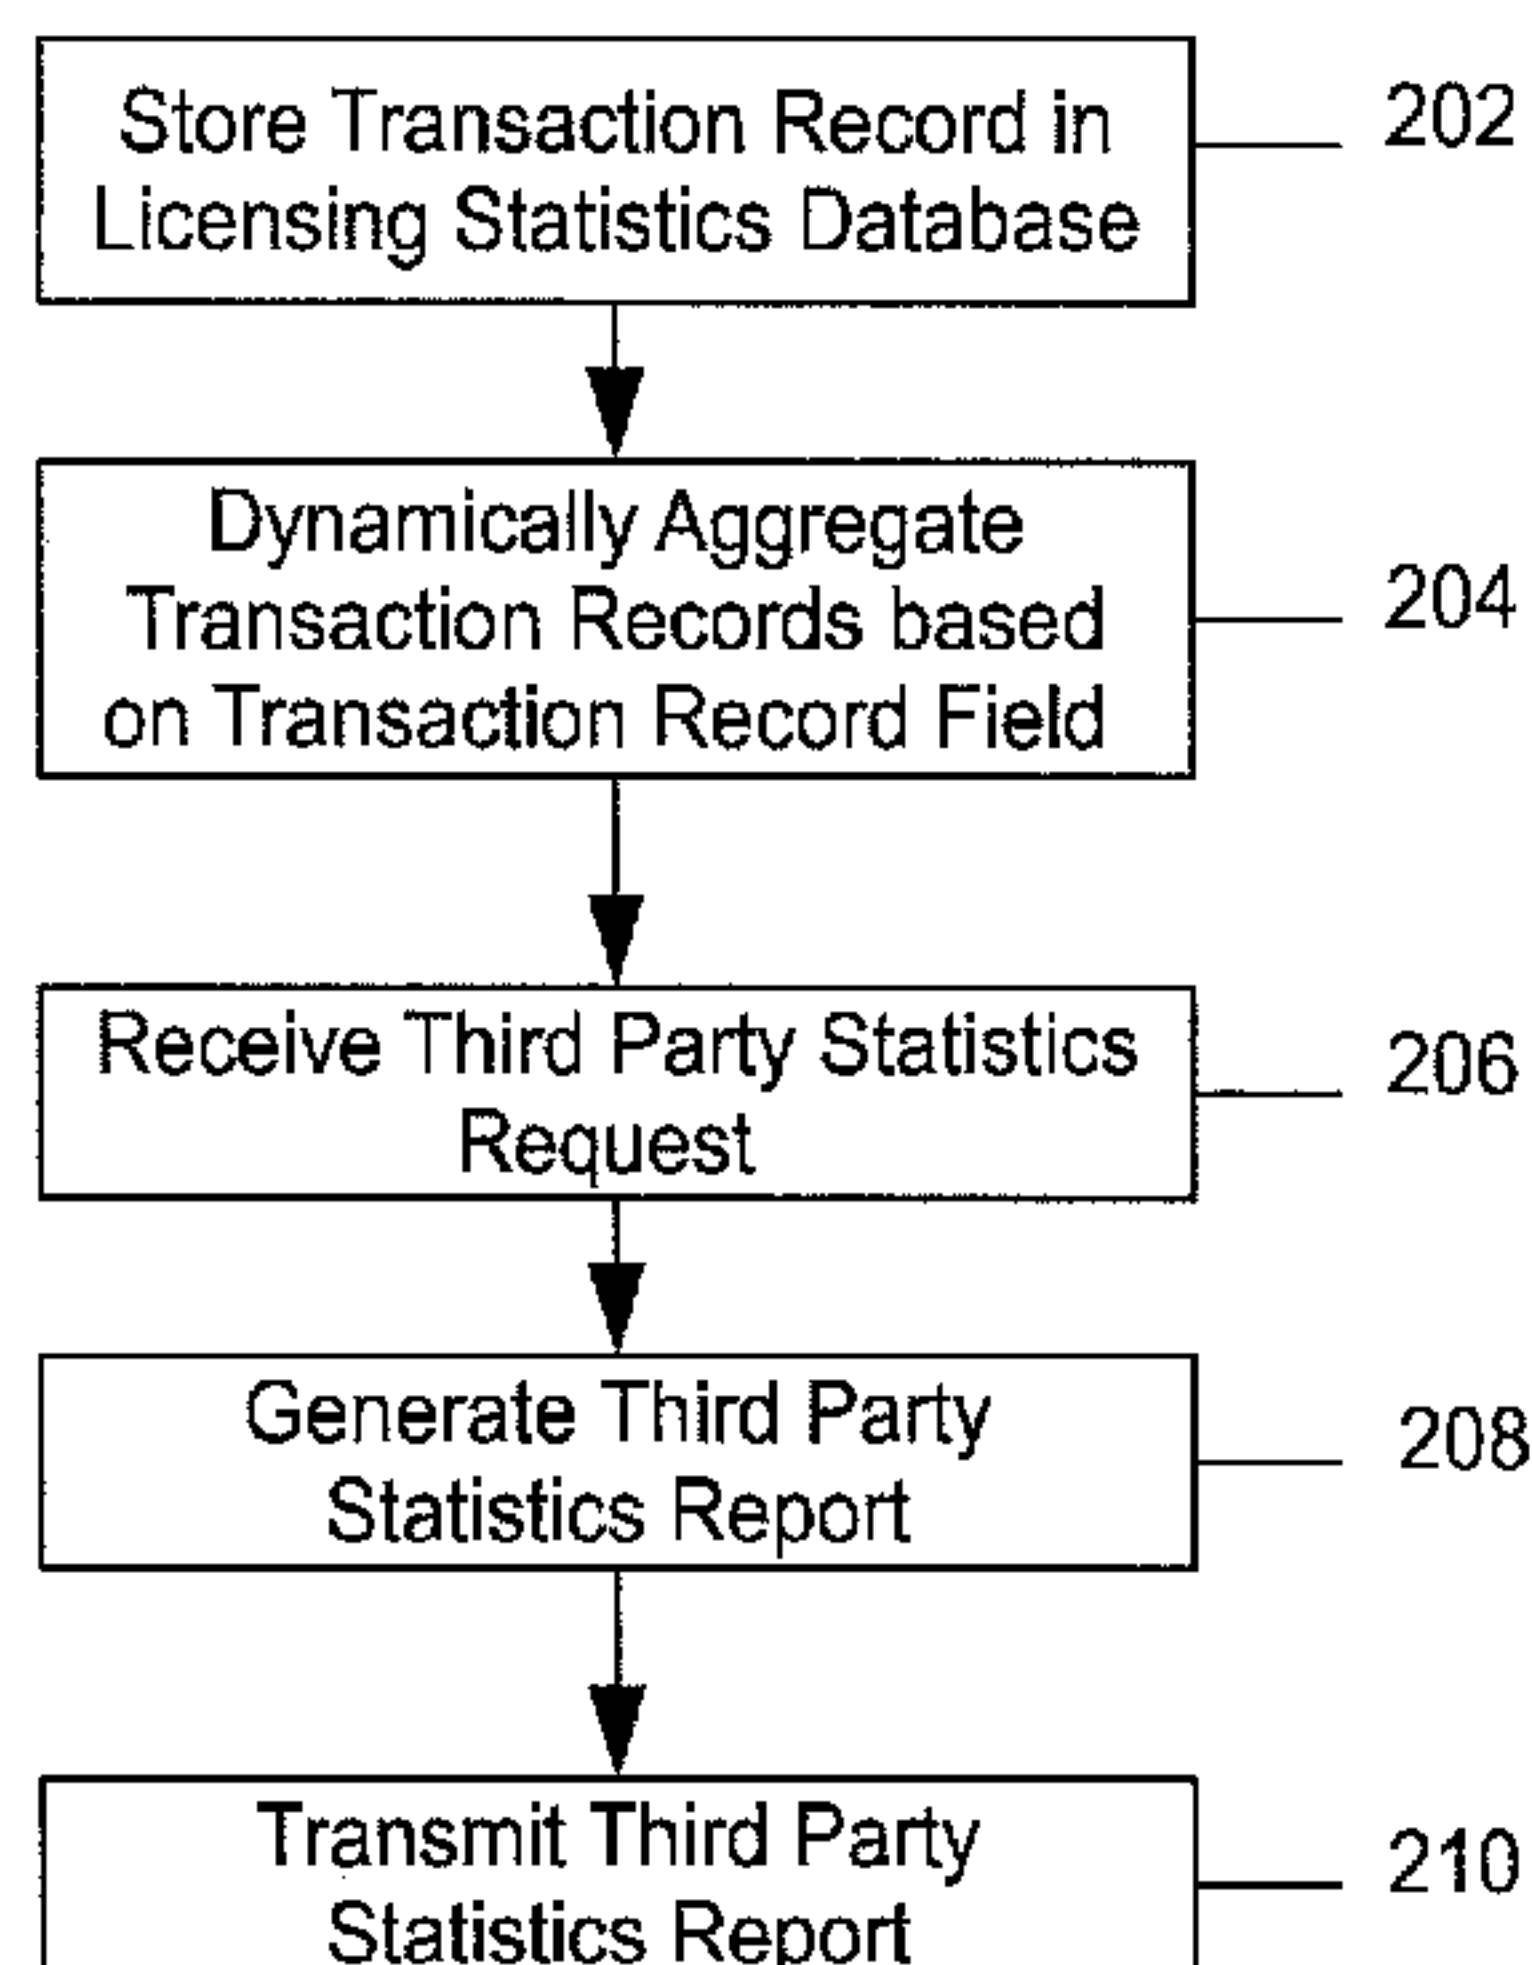 Store Transaction Record in
Licensing Statistics Database
202
Dynamically Aggregate
Transaction Records based
on Transaction Record Field
204
Receive Third Party Statistics
Request
206
Generate Third Party
Statistics Report
208
Transmit Third Party
Statistics Report
210